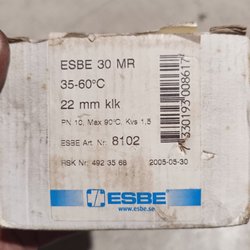 ESBE 30 MR
35-60°C
22 mm klk
PN 10, Max 90°C, Kvs 1,5
ESBE Art. Nr: 8102
RSK Nr: 492 35 68 2005-05-30
7330193008617
ESBE
www.esbe.se